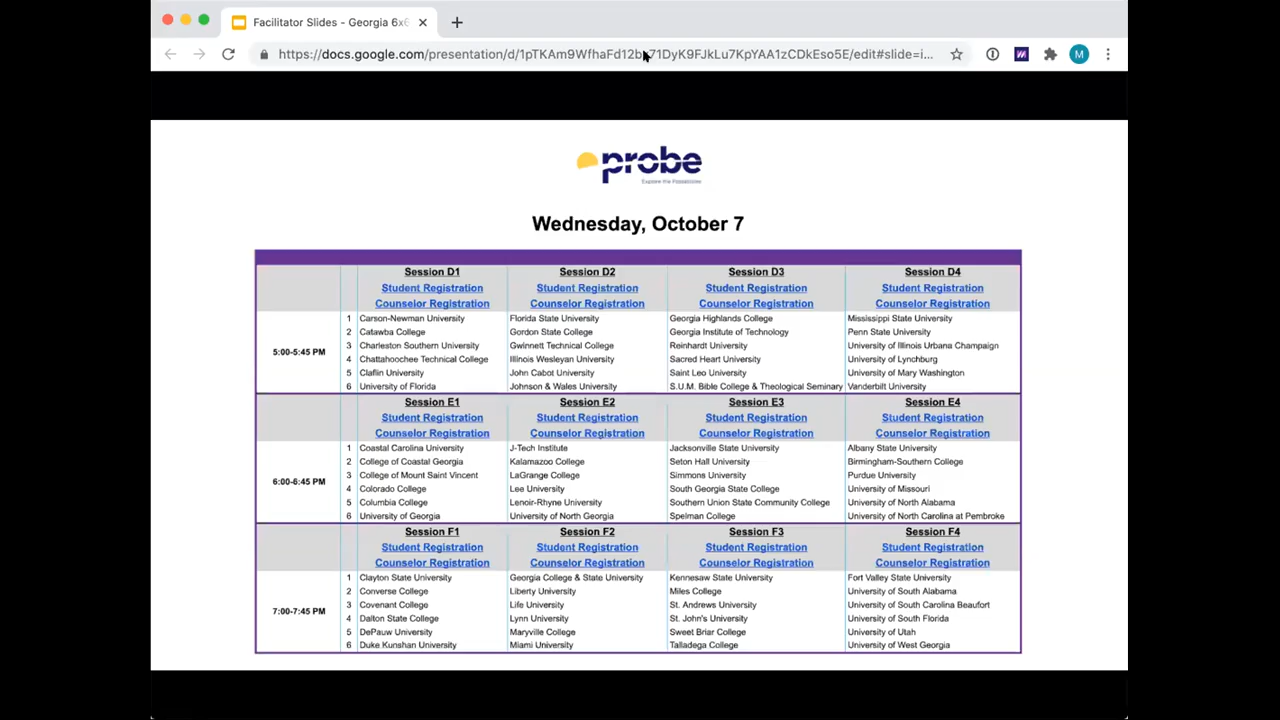 Facilitator Slides - Georgia 6x6
https://docs.google.com/presentation/d/
M
probe
Explore the Possibilities
Wednesday, October 7
Session D1 Session D2 Session D3 Session D4
Student Registration Student Registration Student Registration Student Registration
Counselor Registration Counselor Registration Counselor Registration Counselor Registration
1 Carson-Newman University Florida State University Georgia Highlands College Mississippi State University
2 Catawba College Gordon State College Georgia Institute of Technology Penn State University
3 Charleston Southern University Gwinnett Technical College Reinhardt University University of Illinois Urbana Champaign
5:00-5:45 PM
4 Chattahoochee Technical College Illinois Wesleyan University Sacred Heart University University of Lynchburg
5 Claflin University John Cabot University Saint Leo University University of Mary Washington
6 University of Florida Johnson & Wales University S.U.M. Bible College & Theological Seminary Vanderbilt University
Session E1 Session E2 Session E3 Session E4
Student Registration Student Registration Student Registration Student Registration
Counselor Registration Counselor Registration Counselor Registration Counselor Registration
1 Coastal Carolina University J-Tech Institute Jacksonville State University Albany State University
2 College of Coastal Georgia Kalamazoo College Seton Hall University Birmingham-Southern College
3 College of Mount Saint Vincent LaGrange College Simmons University Purdue University
6:00-6:45 PM
4 Colorado College Lee University South Georgia State College University of Missouri
5 Columbia College Lenoir-Rhyne University Southern Union State Community College University of North Alabama
6 University of Georgia University of North Georgia Spelman College University of North Carolina at Pembroke
Session F1 Session F2 Session F3 Session F4
Student Registration Student Registration Student Registration Student Registration
Counselor Registration Counselor Registration Counselor Registration Counselor Registration
1 Clayton State University Georgia College & State University Kennesaw State University Fort Valley State University
2 Converse College Liberty University Miles College University of South Alabama
3 Covenant College Life University St. Andrews University University of South Carolina Beaufort
7:00-7:45 PM
4 Dalton State College Lynn University St. John's University University of South Florida
5 DePauw University Maryville College Sweet Briar College University of Utah
6 Duke Kunshan University Miami University Talladega College University of West Georgia